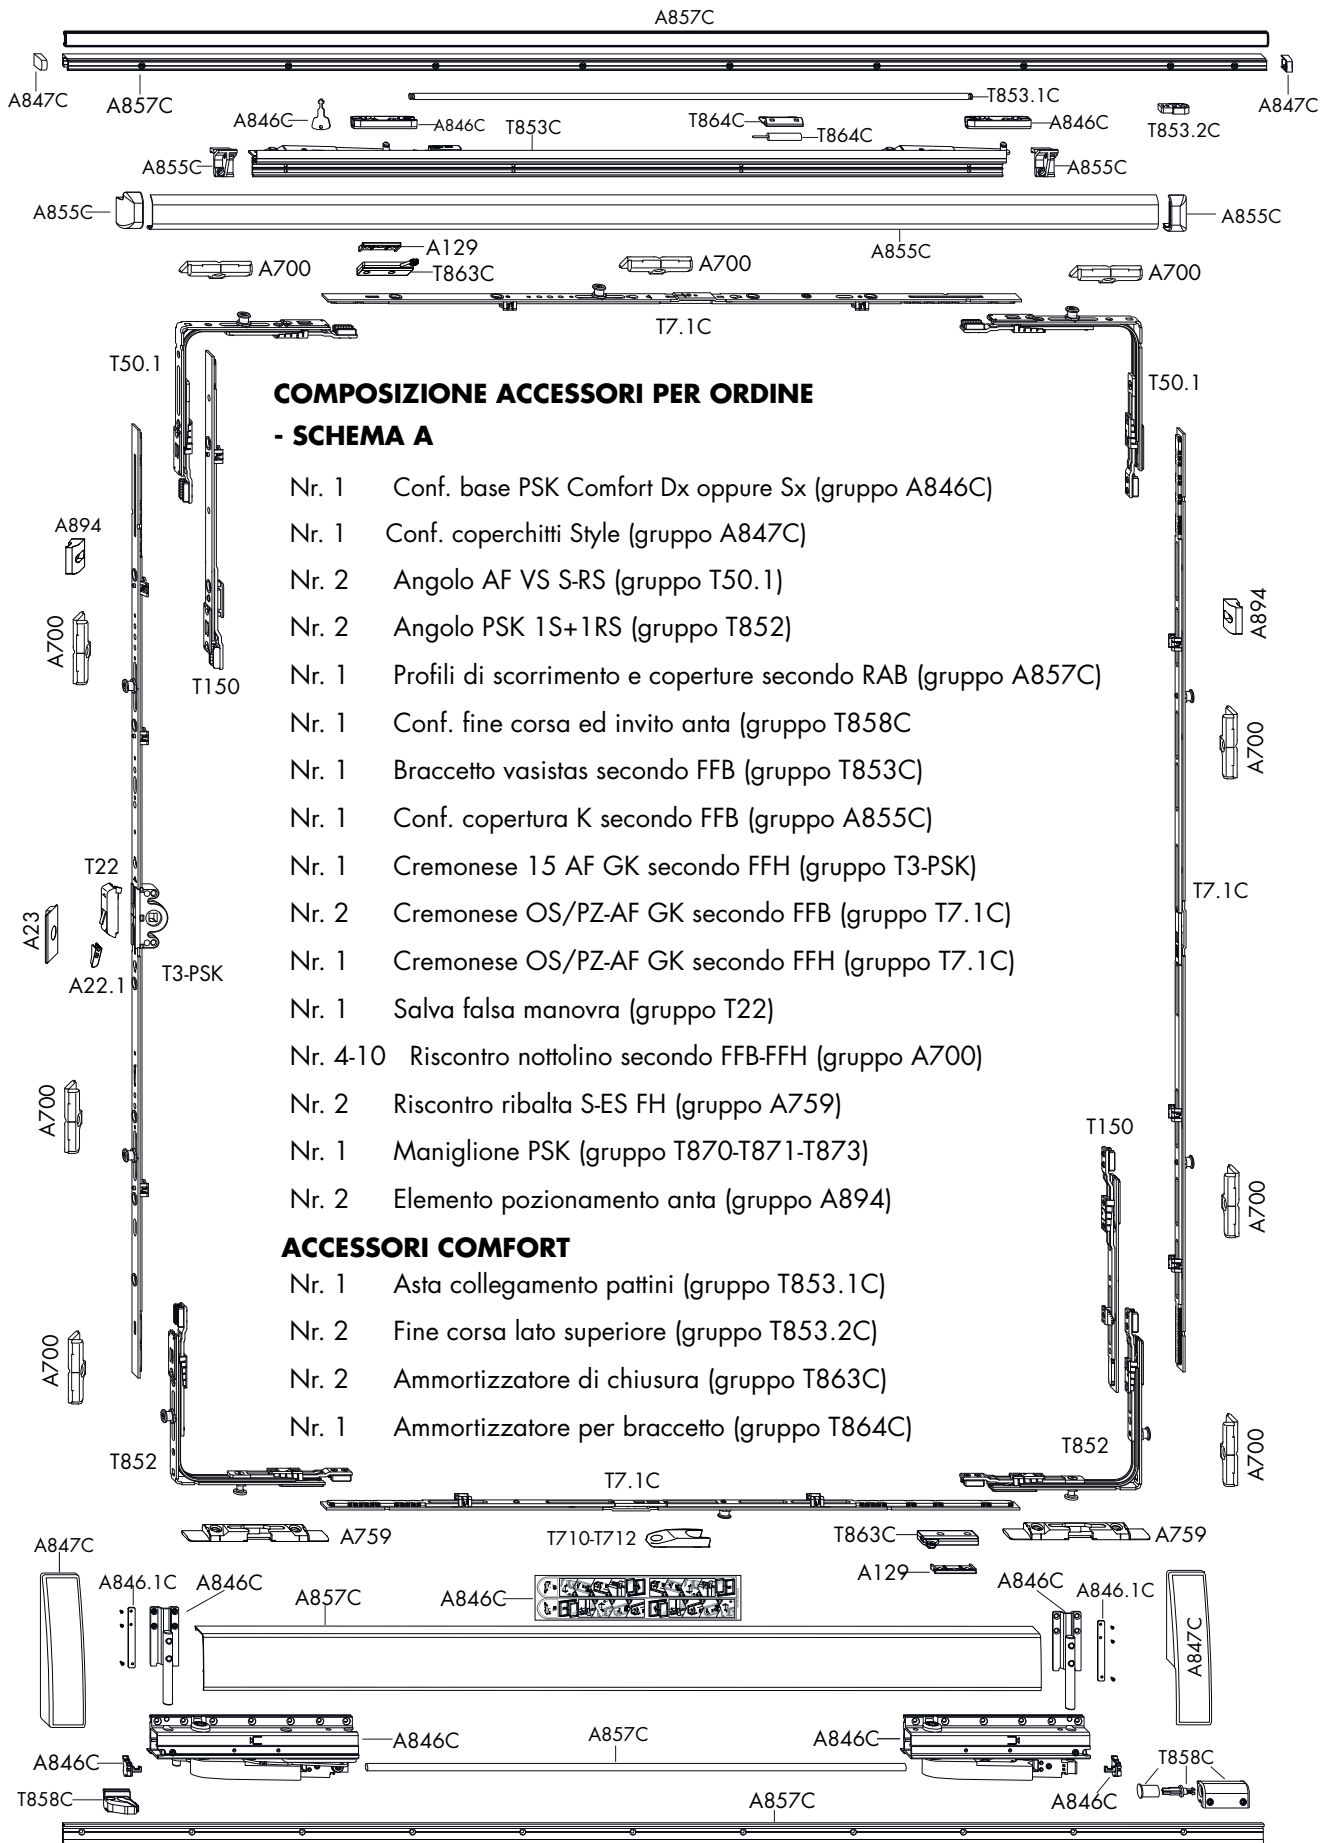 A857C
A847C
A857C
A847C
T853.1C
A846C
A846C
T853C
T864C
T864C
A846C
T853.2C
A855C
A855C
A855C
A855C
A855C
A129
A700
T863C
A700
A700
T7.1C
T50.1
T50.1
COMPOSIZIONE ACCESSORI PER ORDINE
- SCHEMA A
Nr. 1 Conf. base PSK Comfort Dx oppure Sx (gruppo A846C)
Nr. 1 Conf. coperchitti Style (gruppo A847C)
Nr. 2 Angolo AF VS S-RS (gruppo T50.1)
Nr. 2 Angolo PSK 1S+1RS (gruppo T852)
Nr. 1 Profili di scorrimento e coperture secondo RAB (gruppo A857C)
Nr. 1 Conf. fine corsa ed invito anta (gruppo T858C
Nr. 1 Braccetto vasistas secondo FFB (gruppo T853C)
Nr. 1 Conf. copertura K secondo FFB (gruppo A855C)
Nr. 1 Cremonese 15 AF GK secondo FFH (gruppo T3-PSK)
Nr. 2 Cremonese OS/PZ-AF GK secondo FFB (gruppo T7.1C)
Nr. 1 Cremonese OS/PZ-AF GK secondo FFH (gruppo T7.1C)
Nr. 1 Salva falsa manovra (gruppo T22)
Nr. 4-10 Riscontro nottolino secondo FFB-FFH (gruppo A700)
Nr. 2 Riscontro ribalta S-ES FH (gruppo A759)
Nr. 1 Maniglione PSK (gruppo T870-T871-T873)
Nr. 2 Elemento pozionamento anta (gruppo A894)
ACCESSORI COMFORT
Nr. 1 Asta collegamento pattini (gruppo T853.1C)
Nr. 2 Fine corsa lato superiore (gruppo T853.2C)
Nr. 2 Ammortizzatore di chiusura (gruppo T863C)
Nr. 1 Ammortizzatore per braccetto (gruppo T864C)
A894
A700
T150
T22
A23
A22.1
T3-PSK
A700
A700
T852
A894
A700
T7.1C
T150
A700
T852
A700
T7.1C
A759
T710-T712
T863C
A759
A129
A847C
A846.1C
A846C
A857C
A846C
A846C
A846.1C
A847C
A846C
A857C
A846C
A846C
T858C
A857C
A846C
T858C